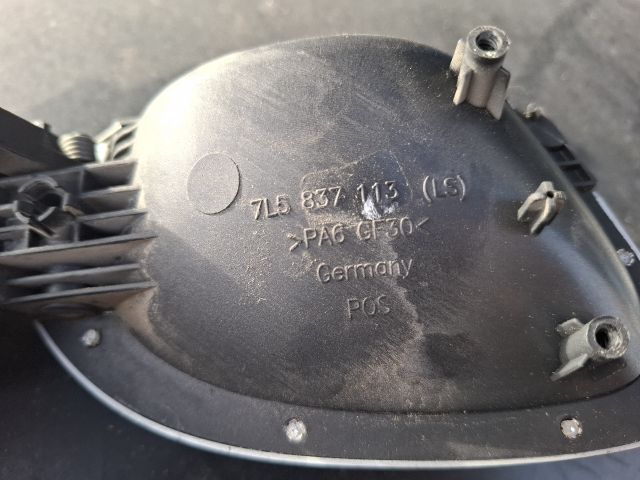 7L5 837 113 (LS)
>PA6 GF30<
Germany
POS